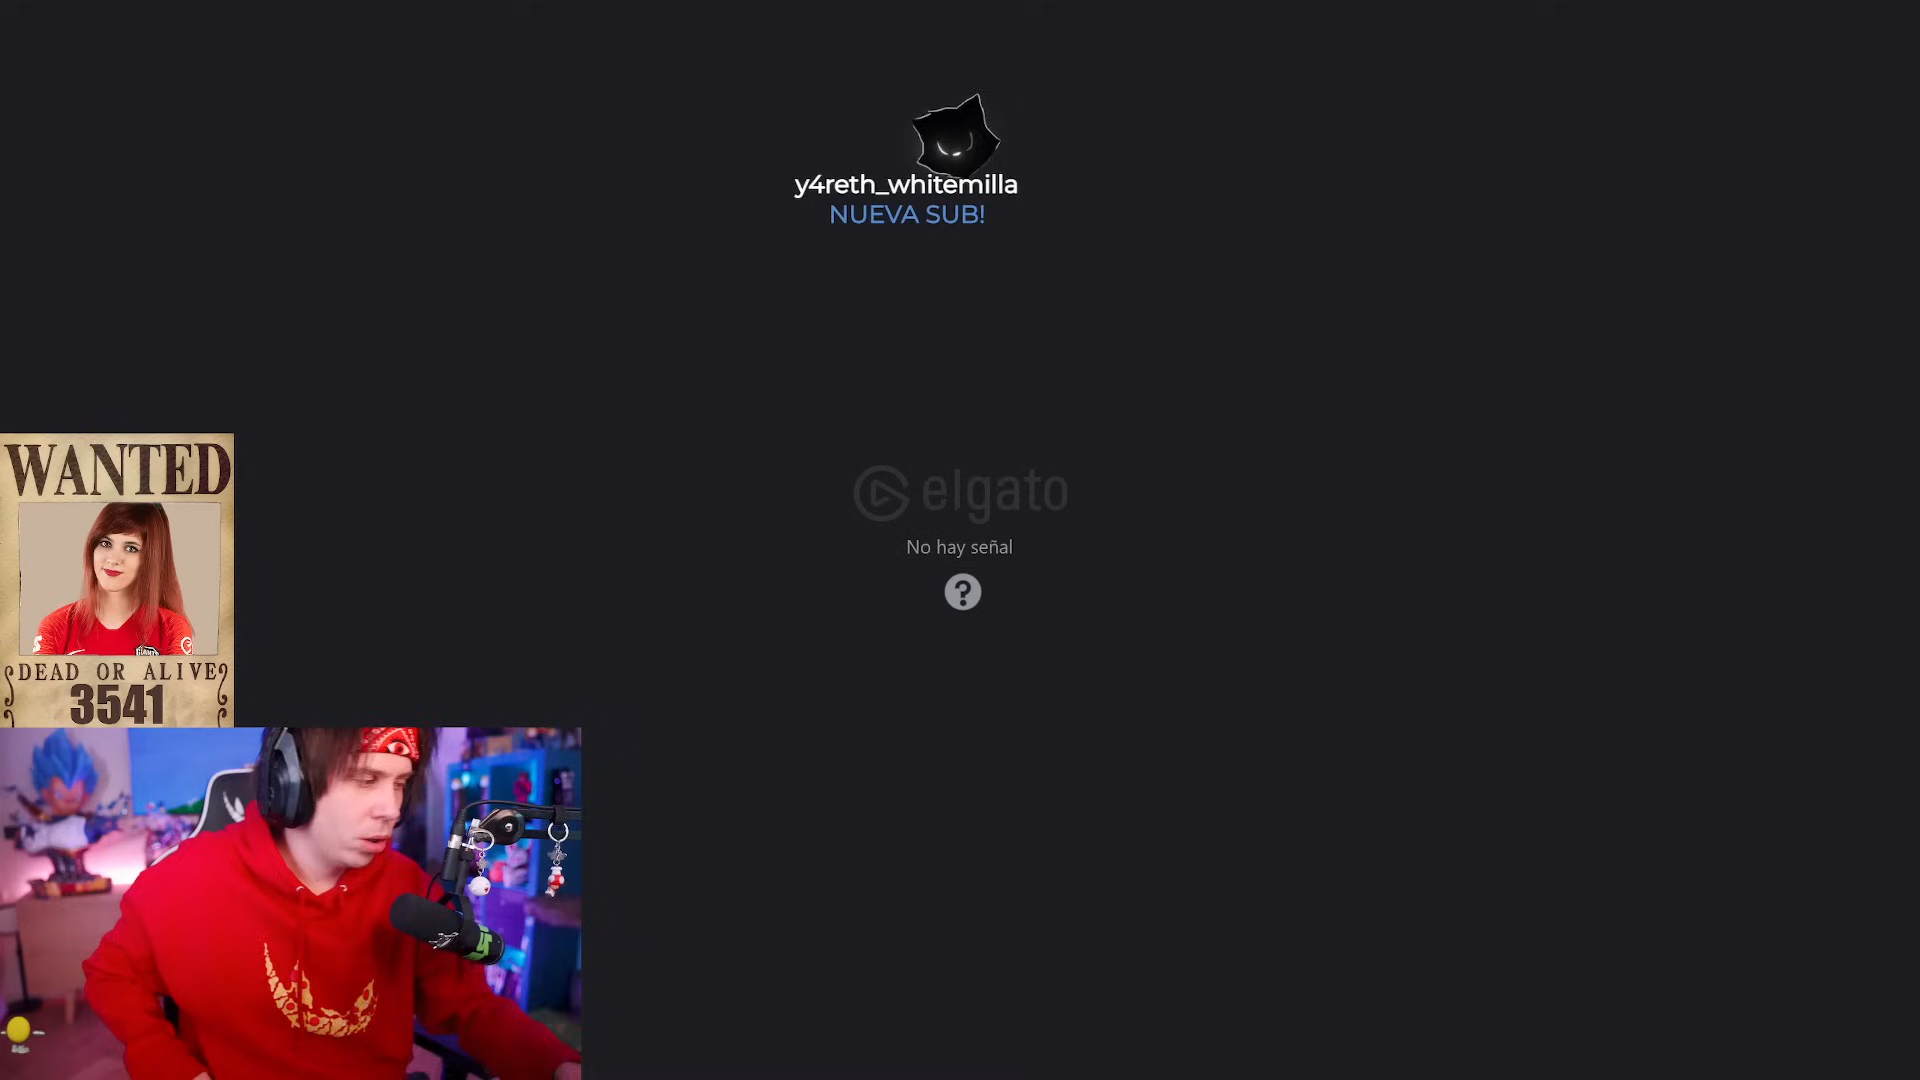 y4reth_whitemilla
NUEVA SUB!
elgato
No hay señal
?
WANTED
DEAD OR ALIVE
3541